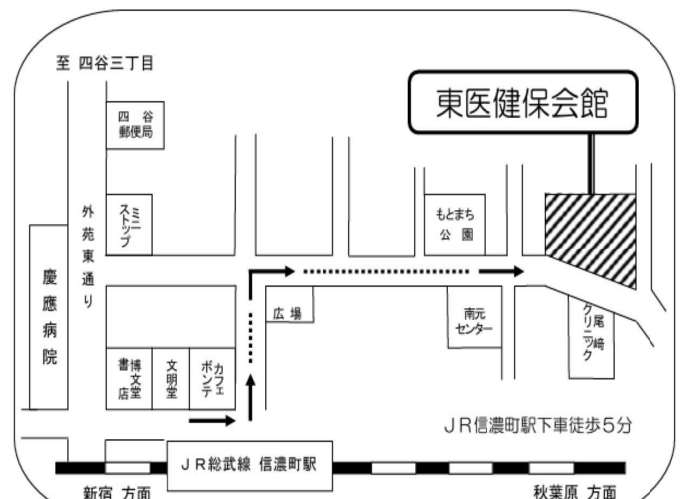 至 四谷三丁目
東医健保会館
四 谷
郵便局
外苑東通り
ミニ
ストップ
もとまち
公 園
慶應病院
広 場
南元
センター
尾﨑
クリニック
博文堂
書店
文明堂
カフェ
ボンテ
JR信濃町駅下車徒歩5分
JR総武線 信濃町駅
新宿 方面
秋葉原 方面